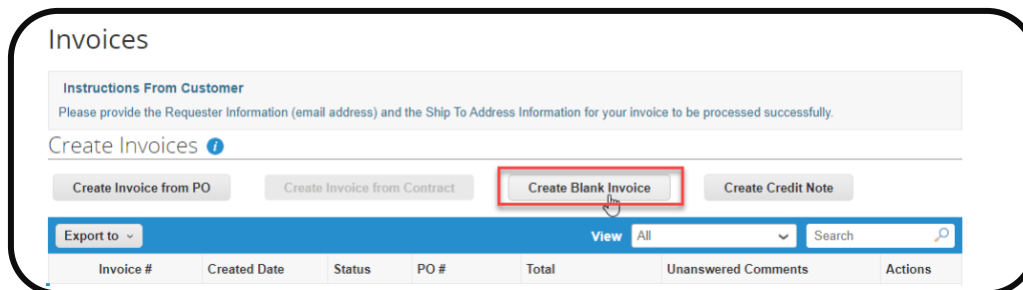 Invoices
Instructions From Customer
Please provide the Requester Information (email address) and the Ship To Address Information for your invoice to be processed successfully.
Create Invoices i
Create Invoice from PO Create Invoice from Contract Create Blank Invoice Create Credit Note
Export to View All Search
Invoice # Created Date Status PO # Total Unanswered Comments Actions